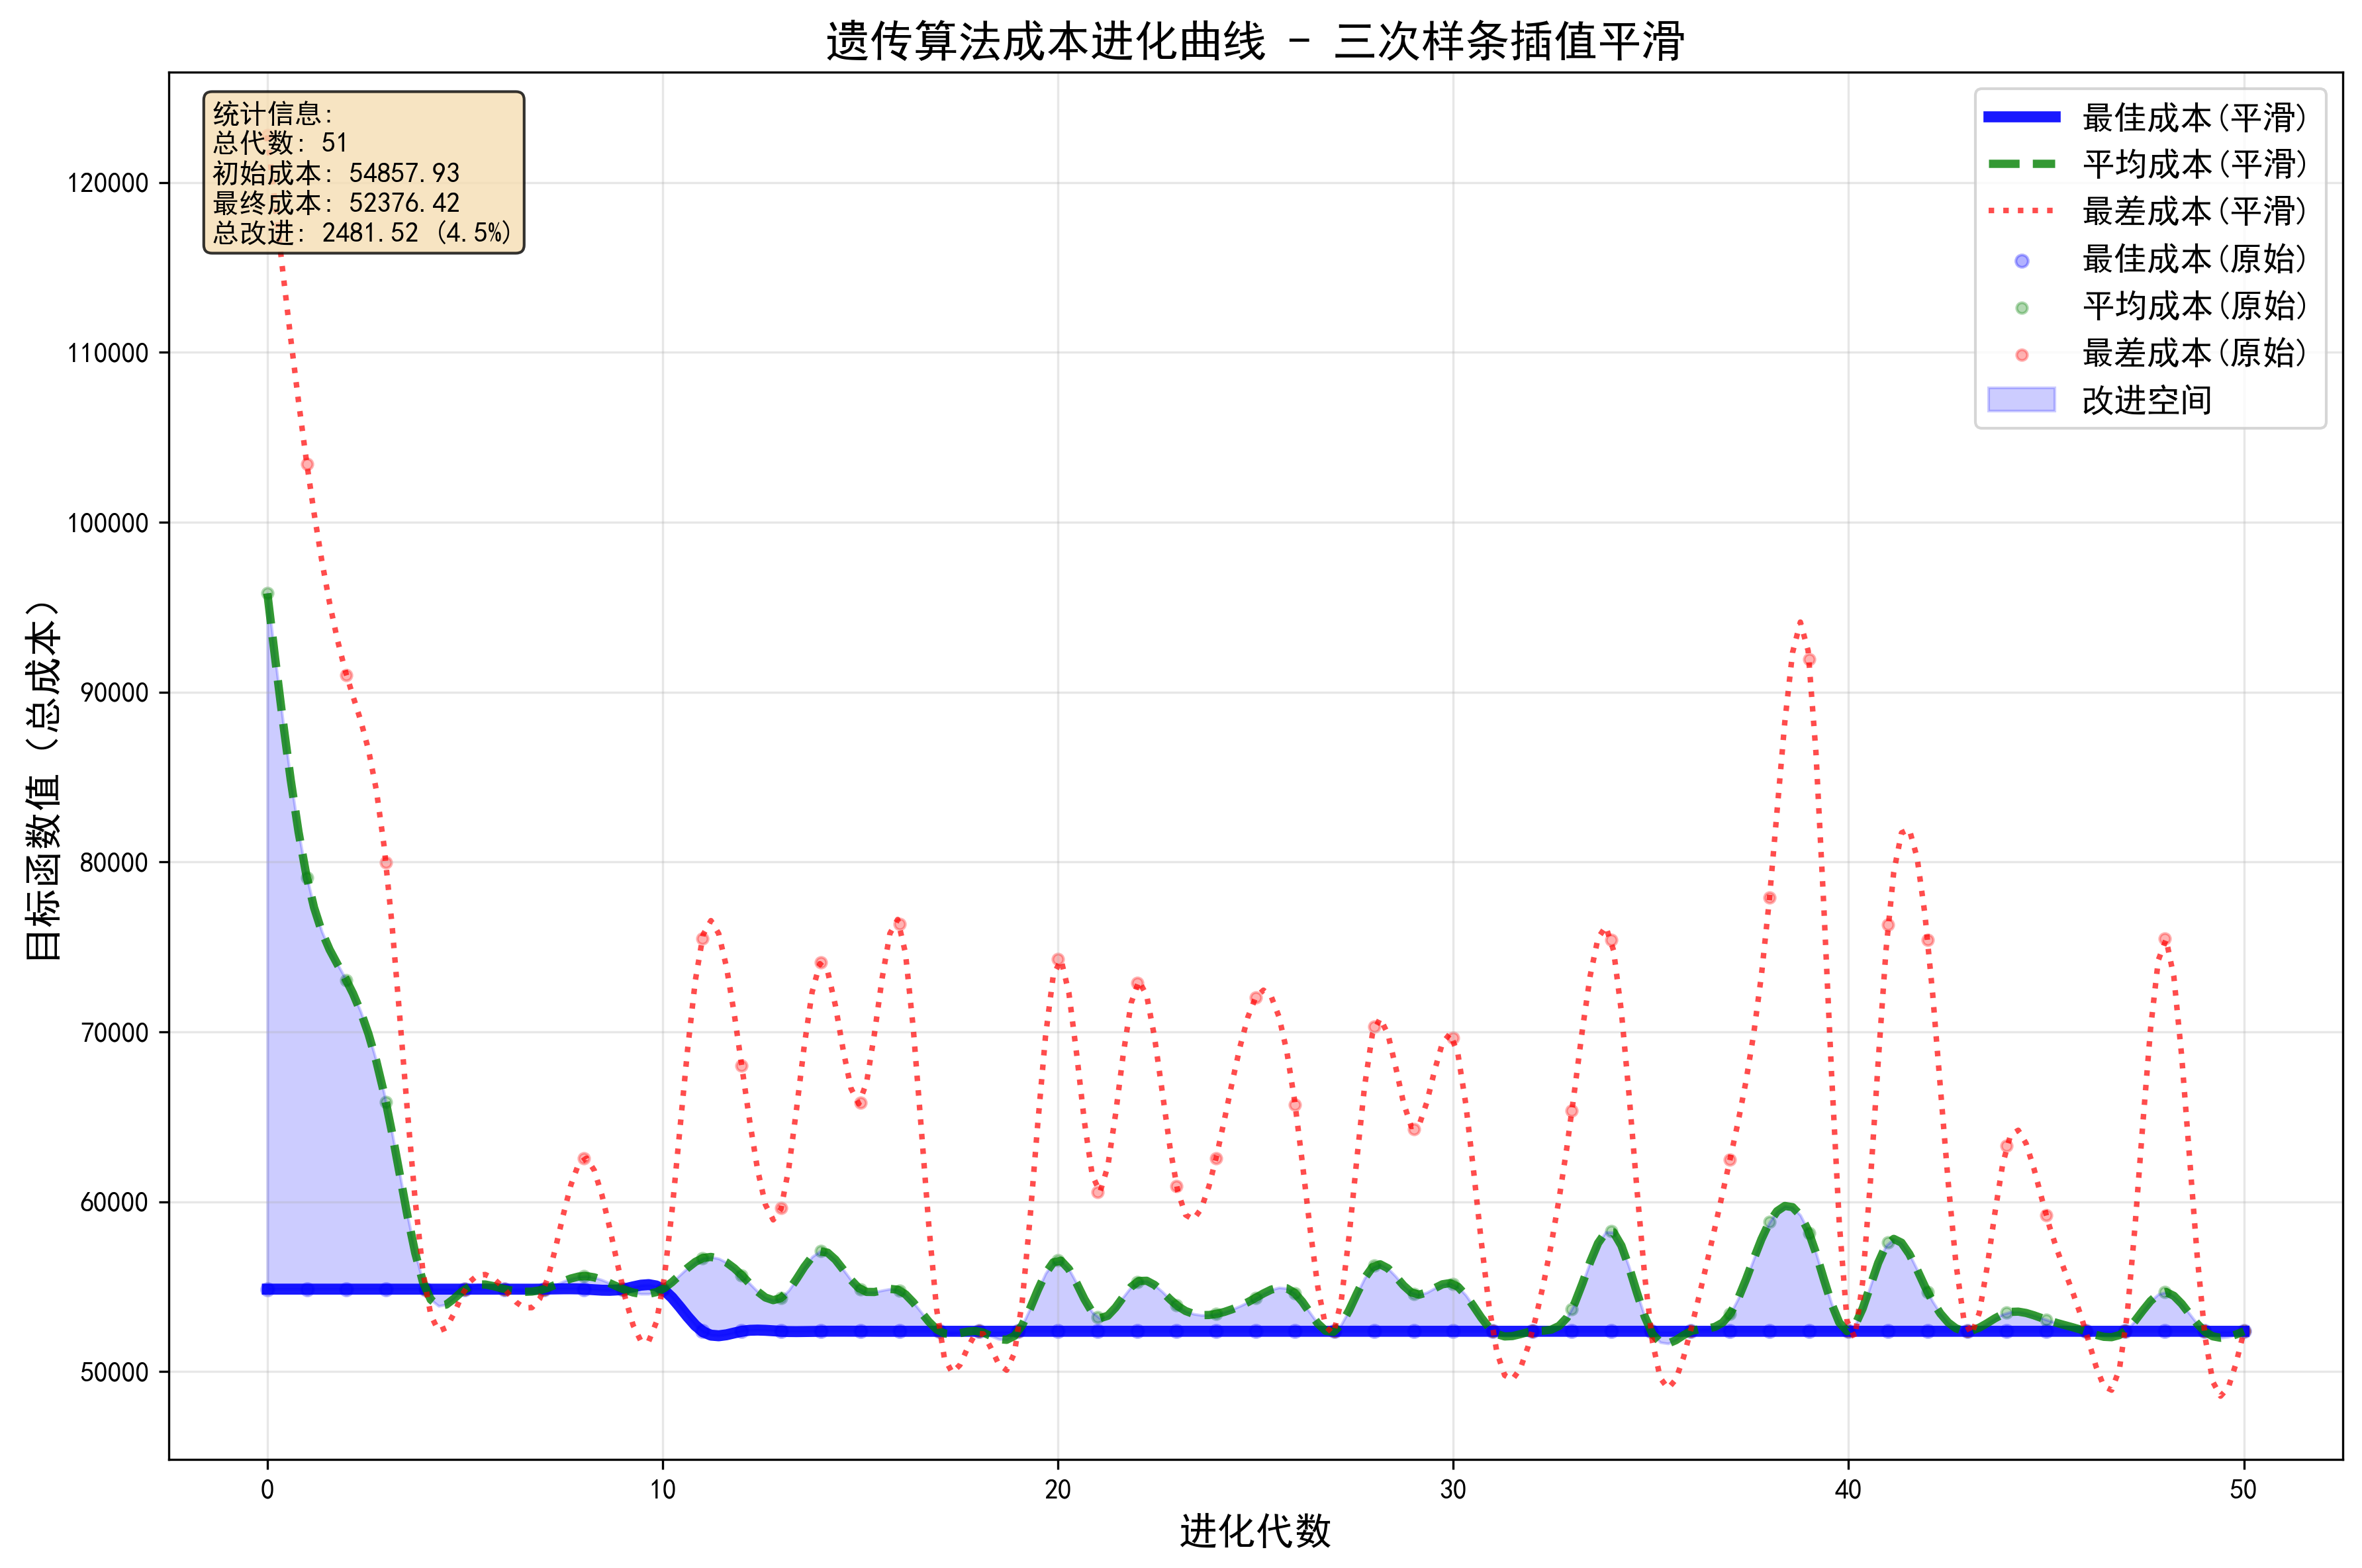 遗传算法成本进化曲线 - 三次样条插值平滑
统计信息:
总代数: 51
初始成本: 54857.93
最终成本: 52376.42
总改进: 2481.52 (4.5%)
最佳成本(平滑)
平均成本(平滑)
最差成本(平滑)
最佳成本(原始)
平均成本(原始)
最差成本(原始)
改进空间
目标函数值（总成本）
120000
110000
100000
90000
80000
70000
60000
50000
0 10 20 30 40 50
进化代数